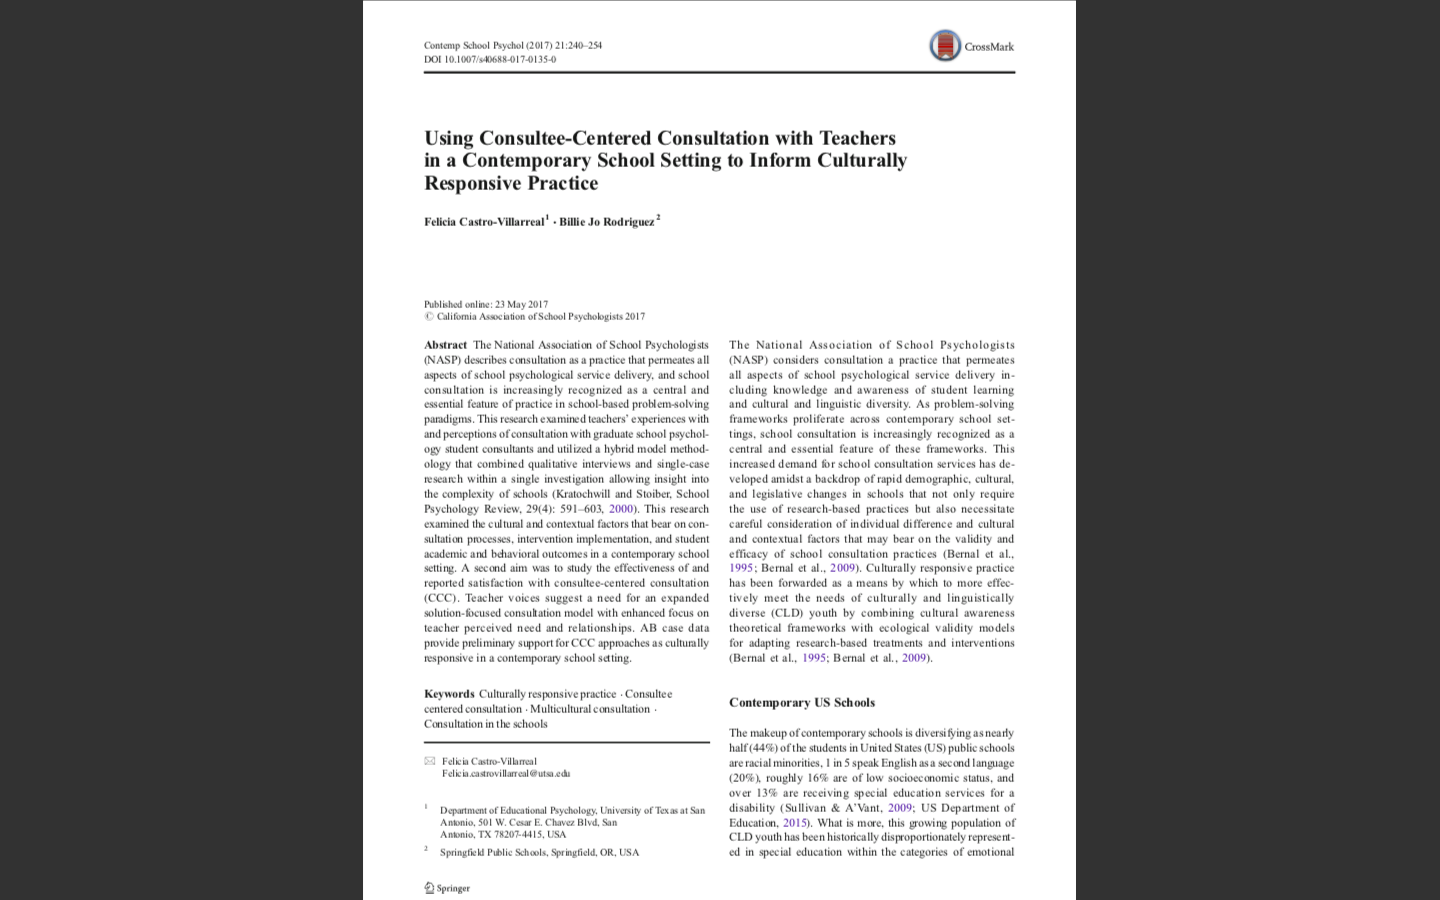 Contemp School Psychol (2017) 21:240–254
DOI 10.1007/s40688-017-0135-0
CrossMark
Using Consultee-Centered Consultation with Teachers
in a Contemporary School Setting to Inform Culturally
Responsive Practice
Felicia Castro-Villarreal1 · Billie Jo Rodriguez2
Published online: 23 May 2017
© California Association of School Psychologists 2017
Abstract The National Association of School Psychologists
(NASP) describes consultation as a practice that permeates all
aspects of school psychological service delivery, and school
consultation is increasingly recognized as a central and
essential feature of practice in school-based problem-solving
paradigms. This research examined teachers' experiences with
and perceptions of consultation with graduate school psychol-
ogy student consultants and utilized a hybrid model method-
ology that combined qualitative interviews and single-case
research within a single investigation allowing insight into
the complexity of schools (Kratochwill and Stoiber, School
Psychology Review, 29(4): 591–603, 2000). This research
examined the cultural and contextual factors that bear on con-
sultation processes, intervention implementation, and student
academic and behavioral outcomes in a contemporary school
setting. A second aim was to study the effectiveness of and
reported satisfaction with consultee-centered consultation
(CCC). Teacher voices suggest a need for an expanded
solution-focused consultation model with enhanced focus on
teacher perceived need and relationships. AB case data
provide preliminary support for CCC approaches as culturally
responsive in a contemporary school setting.
Keywords Culturally responsive practice · Consultee
centered consultation · Multicultural consultation ·
Consultation in the schools
Felicia Castro-Villarreal
Felicia.castrovillarreal@utsa.edu
1 Department of Educational Psychology, University of Texas at San
Antonio, 501 W. Cesar E. Chavez Blvd, San
Antonio, TX 78207-4415, USA
2 Springfield Public Schools, Springfield, OR, USA
The National Association of School Psychologists
(NASP) considers consultation a practice that permeates
all aspects of school psychological service delivery in-
cluding knowledge and awareness of student learning
and cultural and linguistic diversity. As problem-solving
frameworks proliferate across contemporary school set-
tings, school consultation is increasingly recognized as a
central and essential feature of these frameworks. This
increased demand for school consultation services has de-
veloped amidst a backdrop of rapid demographic, cultural,
and legislative changes in schools that not only require
the use of research-based practices but also necessitate
careful consideration of individual difference and cultural
and contextual factors that may bear on the validity and
efficacy of school consultation practices (Bernal et al.,
1995; Bernal et al., 2009). Culturally responsive practice
has been forwarded as a means by which to more effec-
tively meet the needs of culturally and linguistically
diverse (CLD) youth by combining cultural awareness
theoretical frameworks with ecological validity models
for adapting research-based treatments and interventions
(Bernal et al., 1995; Bernal et al., 2009).
Contemporary US Schools
The makeup of contemporary schools is diversifying as nearly
half (44%) of the students in United States (US) public schools
are racial minorities, 1 in 5 speak English as a second language
(20%), roughly 16% are of low socioeconomic status, and
over 13% are receiving special education services for a
disability (Sullivan & A'Vant, 2009; US Department of
Education, 2015). What is more, this growing population of
CLD youth has been historically disproportionately represent-
ed in special education within the categories of emotional
Springer